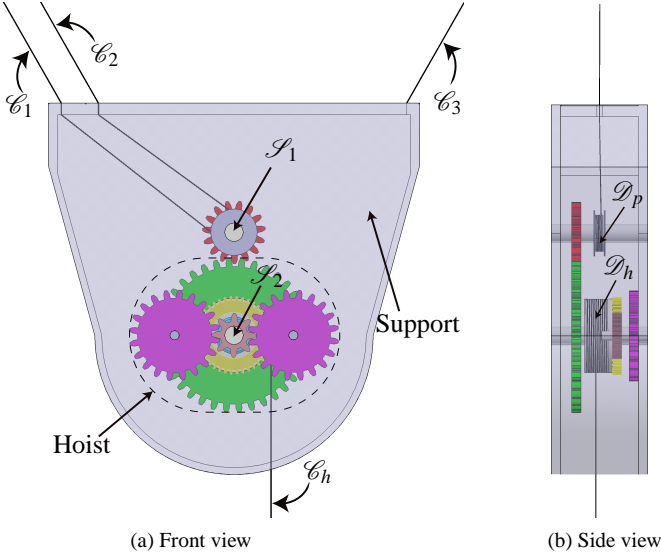 𝒞₁
𝒞₂
𝒞₃
𝒮₁
𝒮₂
Support
Hoist
𝒞ₕ
(a) Front view
𝒟ₚ
𝒟ₕ
(b) Side view